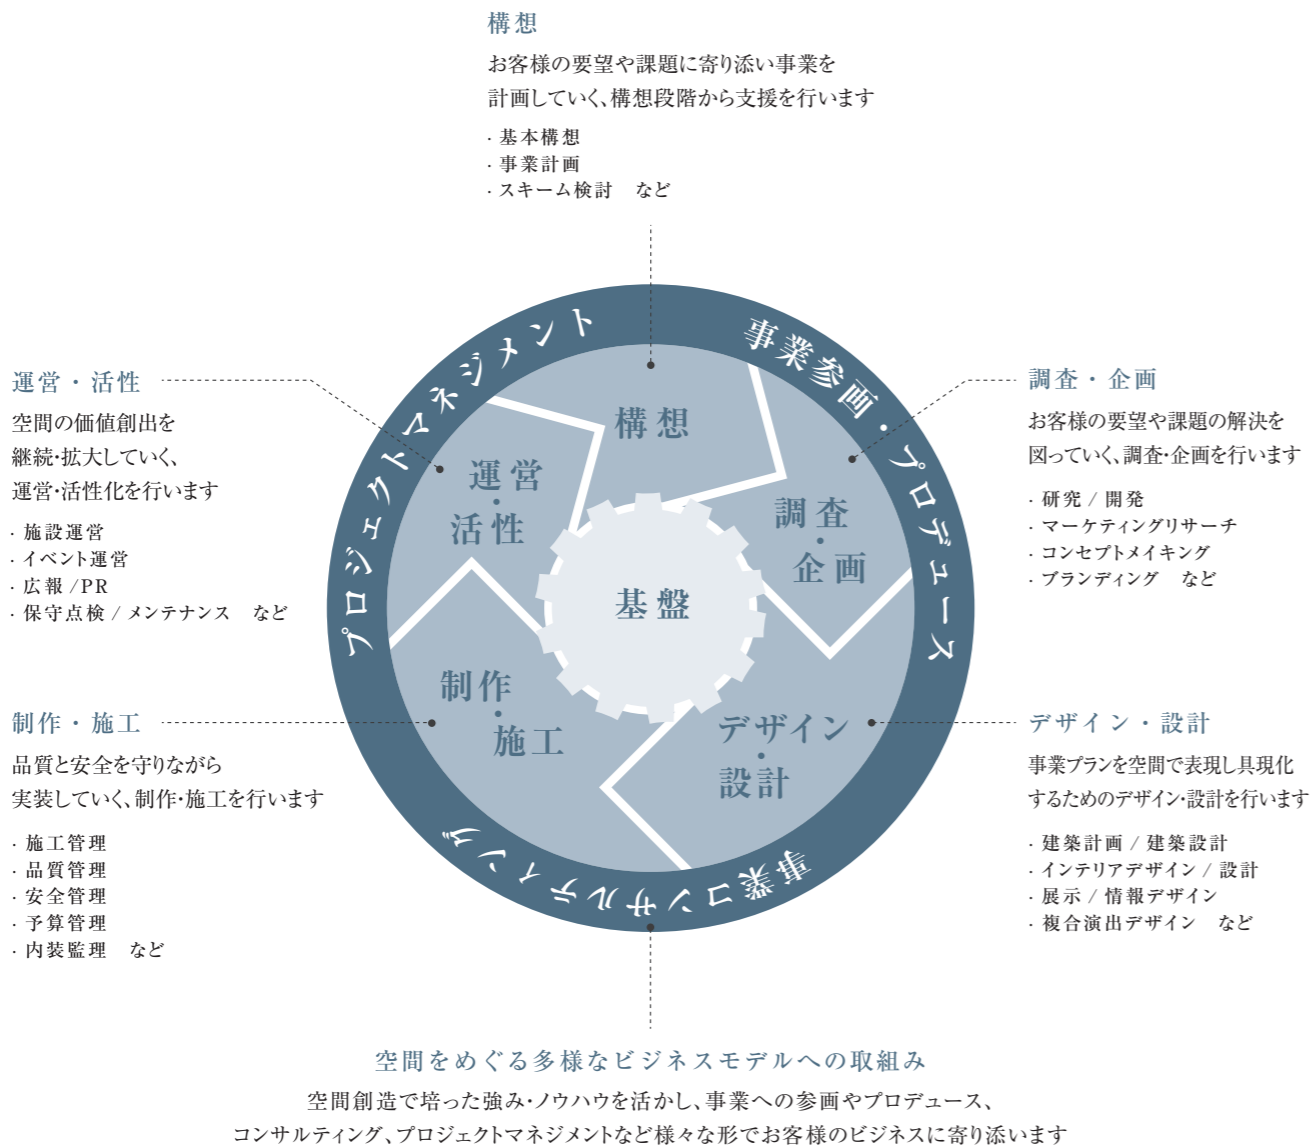 構想
お客様の要望や課題に寄り添い事業を
計画していく、構想段階から支援を行います
· 基本構想
· 事業計画
· スキーム検討　など
運営・活性
空間の価値創出を
継続・拡大していく、
運営・活性化を行います
· 施設運営
· イベント運営
· 広報 /PR
· 保守点検 / メンテナンス　など
調査・企画
お客様の要望や課題の解決を
図っていく、調査・企画を行います
· 研究 / 開発
· マーケティングリサーチ
· コンセプトメイキング
· ブランディング　など
プロジェクトマネジメント
事業参画・プロデュース
事業コンサルティング
構想
運営
・
活性
調査
・
企画
基盤
制作
・
施工
デザイン
・
設計
制作・施工
品質と安全を守りながら
実装していく、制作・施工を行います
· 施工管理
· 品質管理
· 安全管理
· 予算管理
· 内装監理　など
デザイン・設計
事業プランを空間で表現し具現化
するためのデザイン・設計を行います
· 建築計画 / 建築設計
· インテリアデザイン / 設計
· 展示 / 情報デザイン
· 複合演出デザイン　など
空間をめぐる多様なビジネスモデルへの取組み
空間創造で培った強み・ノウハウを活かし、事業への参画やプロデュース、
コンサルティング、プロジェクトマネジメントなど様々な形でお客様のビジネスに寄り添います